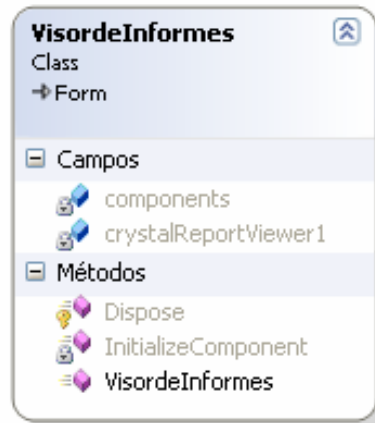 VisordeInformes
Class
Form
Campos
components
crystalReportViewer1
Métodos
Dispose
InitializeComponent
VisordeInformes